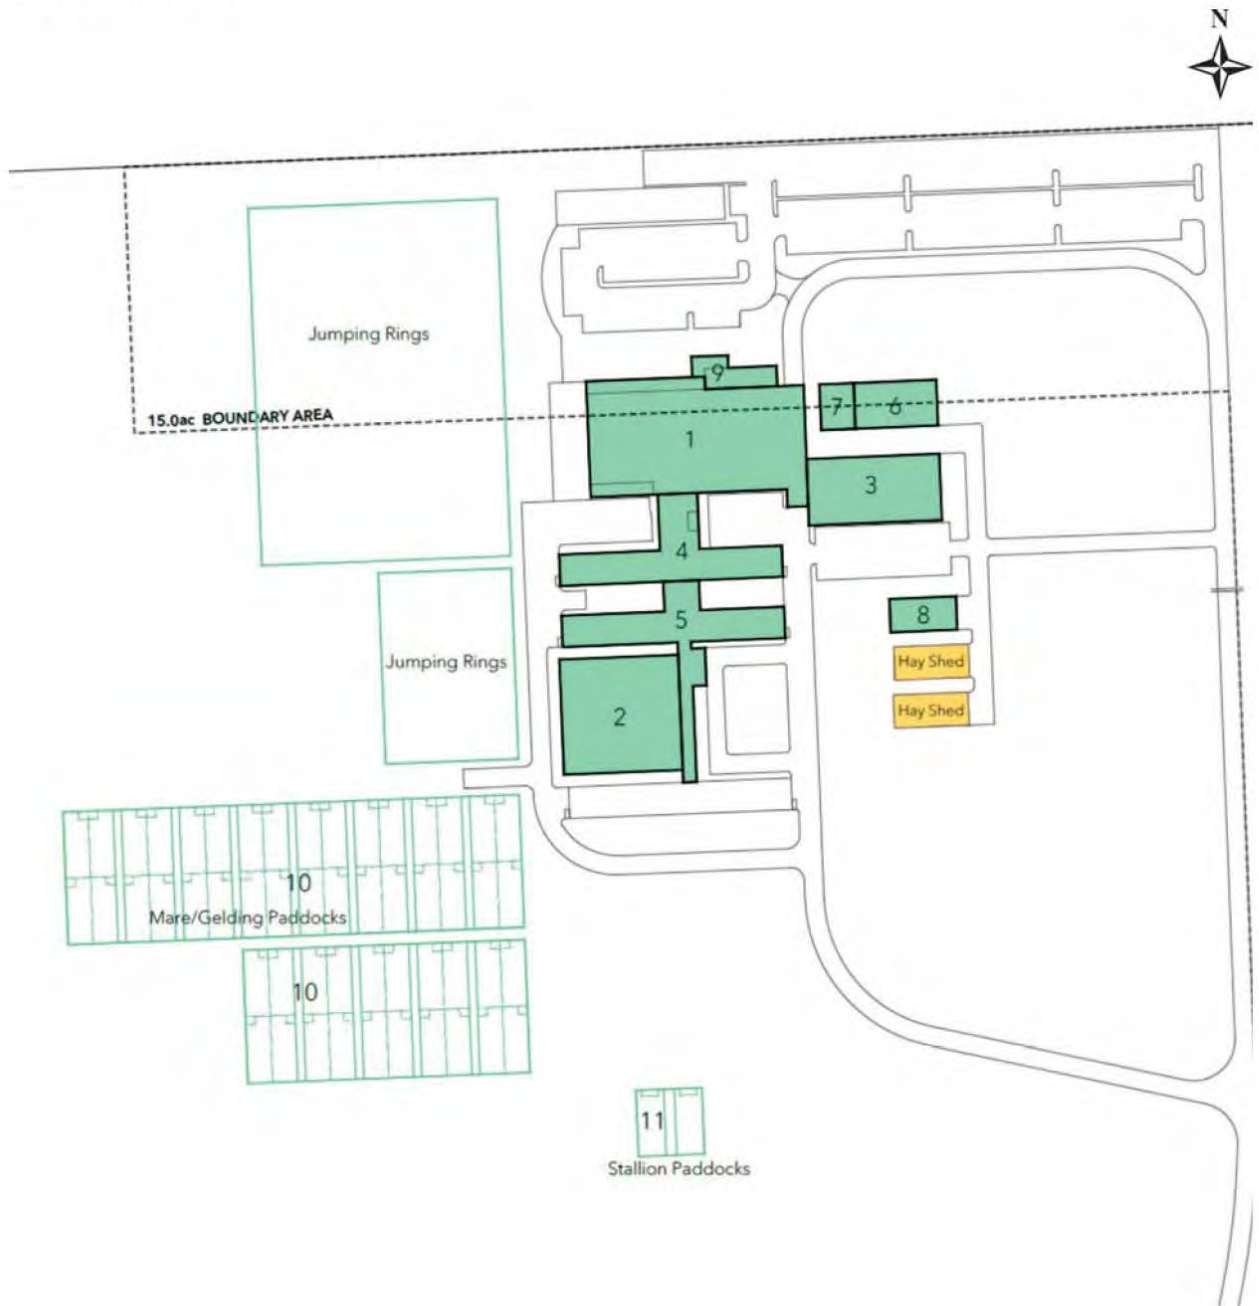 N
Jumping Rings
15.0ac BOUNDARY AREA
9
7
6
1
3
4
5
8
Jumping Rings
Hay Shed
2
Hay Shed
10
Mare/Gelding Paddocks
10
11
Stallion Paddocks